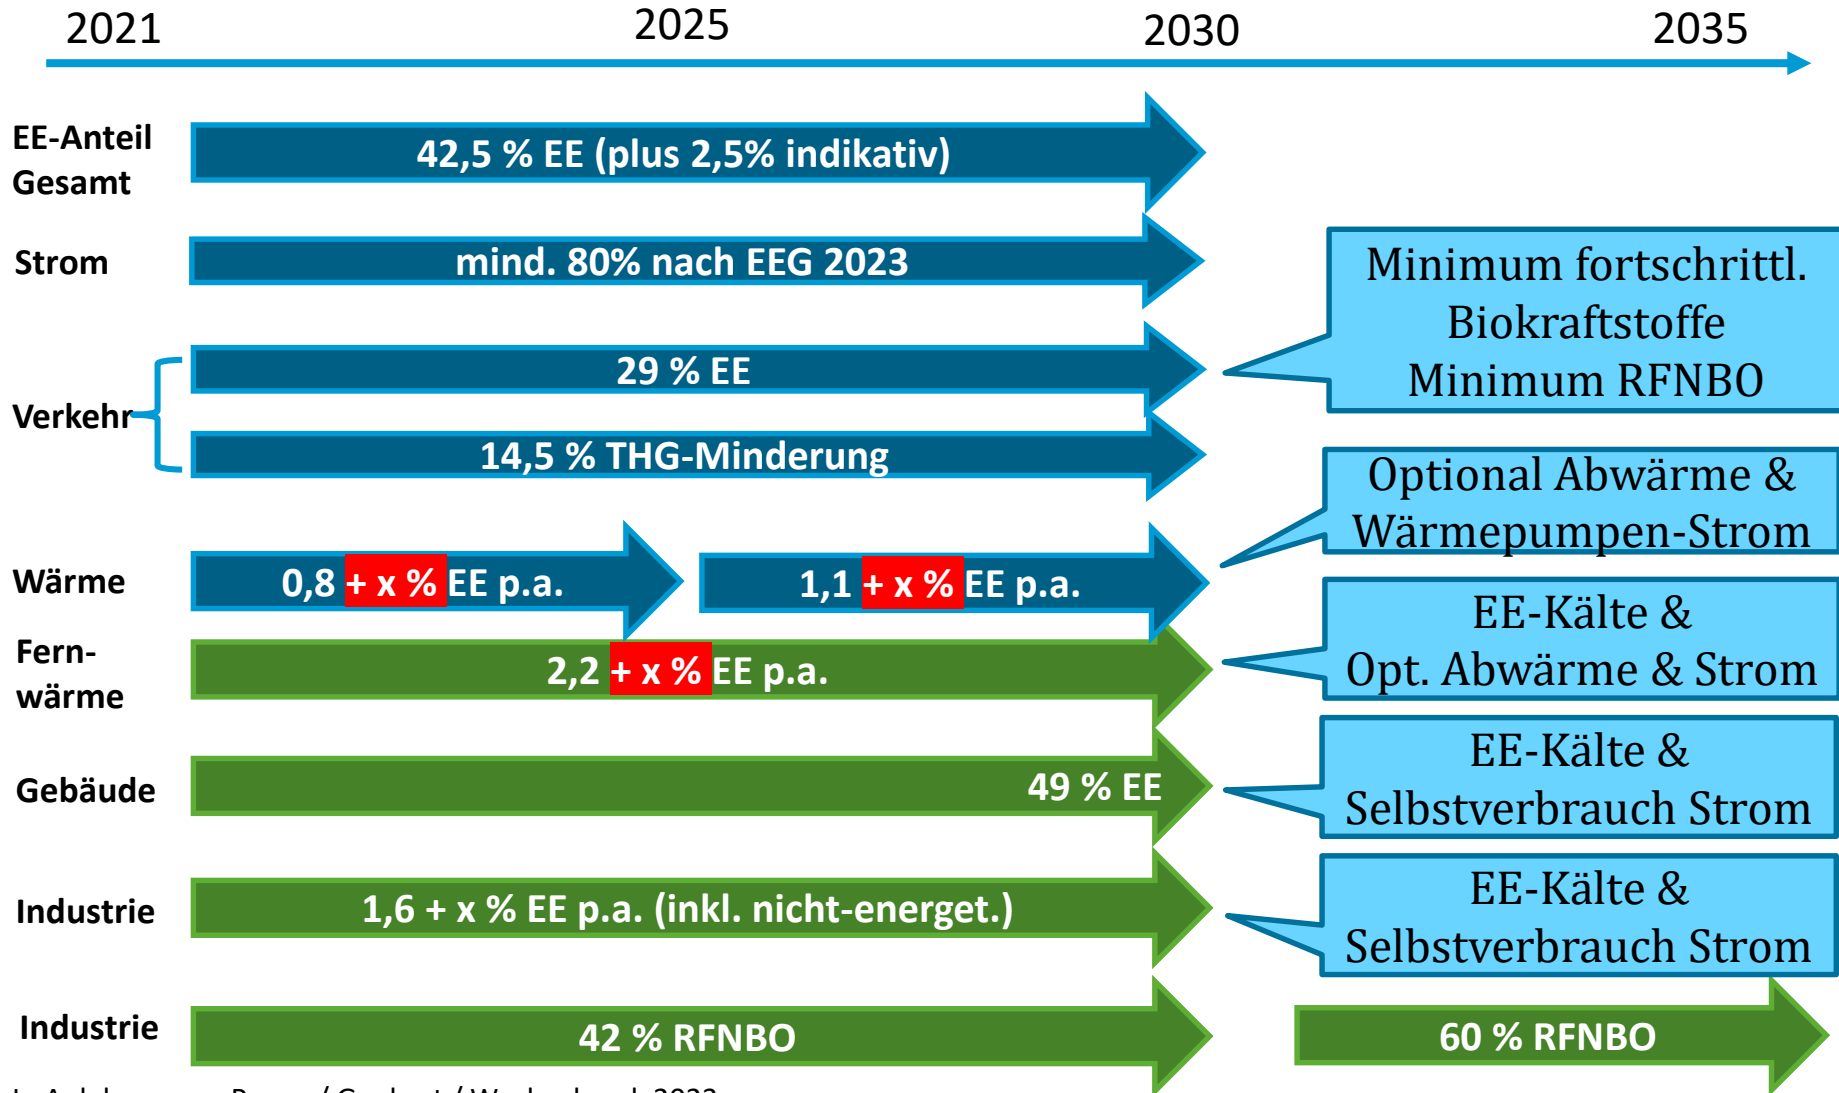 2021 2025 2030 2035
EE-Anteil
Gesamt
42,5 % EE (plus 2,5% indikativ)
Strom
mind. 80% nach EEG 2023
Minimum fortschrittl.
Biokraftstoffe
Minimum RFNBO
Verkehr
29 % EE
14,5 % THG-Minderung
Optional Abwärme &
Wärmepumpen-Strom
Wärme
0,8 + x % EE p.a.
1,1 + x % EE p.a.
Fern-
wärme
2,2 + x % EE p.a.
EE-Kälte &
Opt. Abwärme & Strom
Gebäude
49 % EE
EE-Kälte &
Selbstverbrauch Strom
Industrie
1,6 + x % EE p.a. (inkl. nicht-energet.)
EE-Kälte &
Selbstverbrauch Strom
Industrie
42 % RFNBO
60 % RFNBO